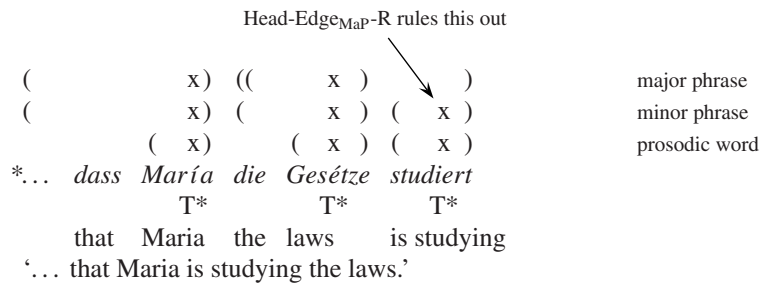 Head-EdgeMaP-R rules this out
( x) (( x ) ) major phrase
( x) ( x ) ( x ) minor phrase
( x) ( x ) ( x ) prosodic word
*... dass María die Gesétze studiert
T* T* T*
that Maria the laws is studying
‘... that Maria is studying the laws.’